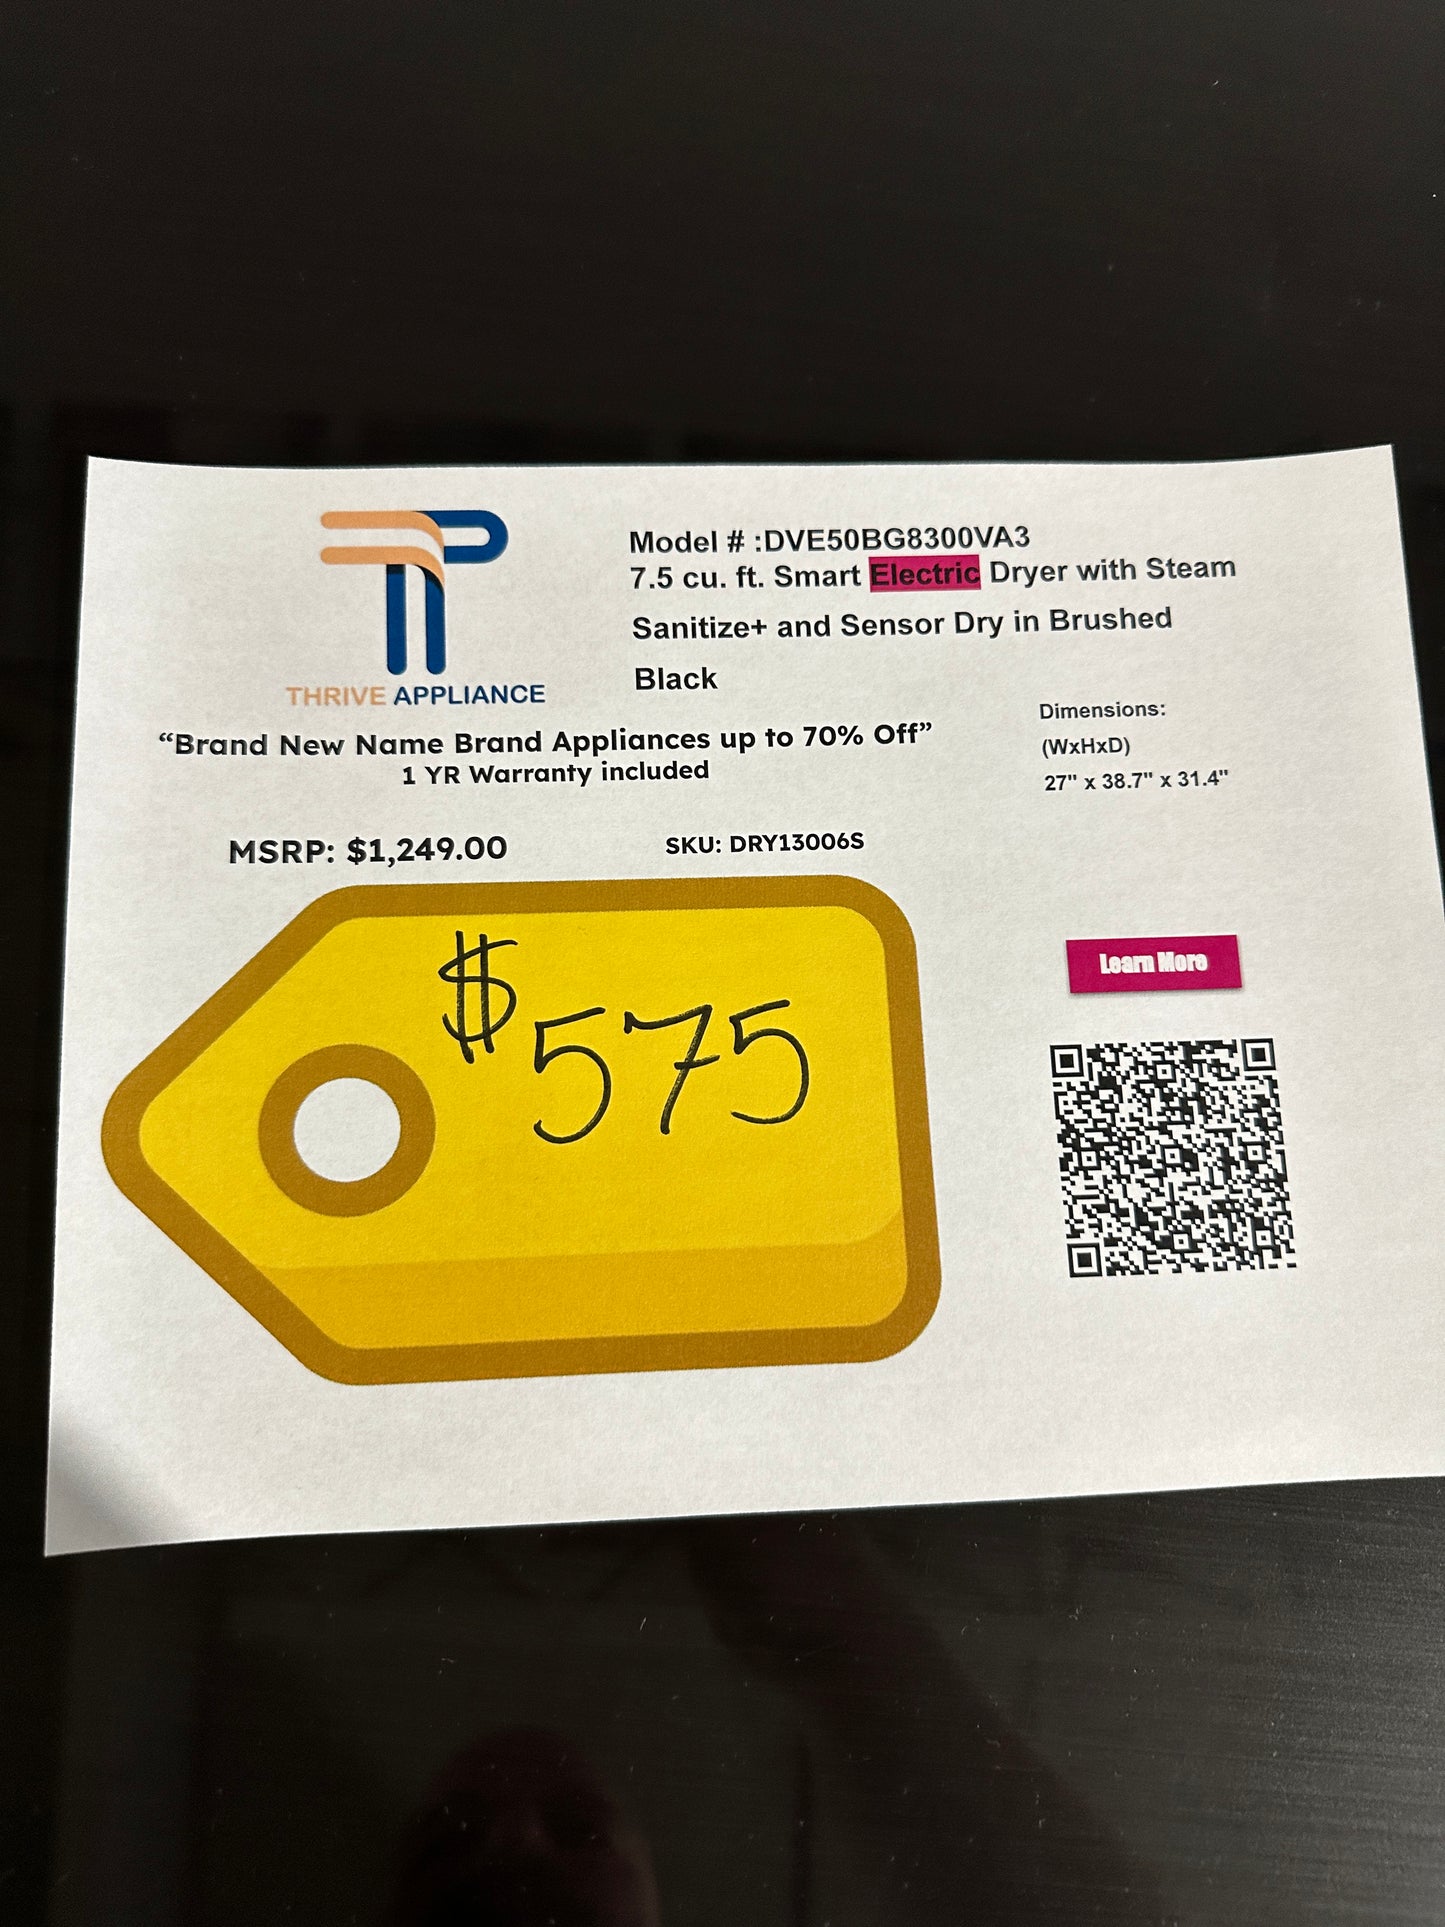 THRIVE APPLIANCE
Model # :DVE50BG8300VA3
7.5 cu. ft. Smart Electric Dryer with Steam
Sanitize+ and Sensor Dry in Brushed
Black
“Brand New Name Brand Appliances up to 70% Off”
1 YR Warranty included
Dimensions:
(WxHxD)
27" x 38.7" x 31.4"
MSRP: $1,249.00
SKU: DRY13006S
$575
Learn More